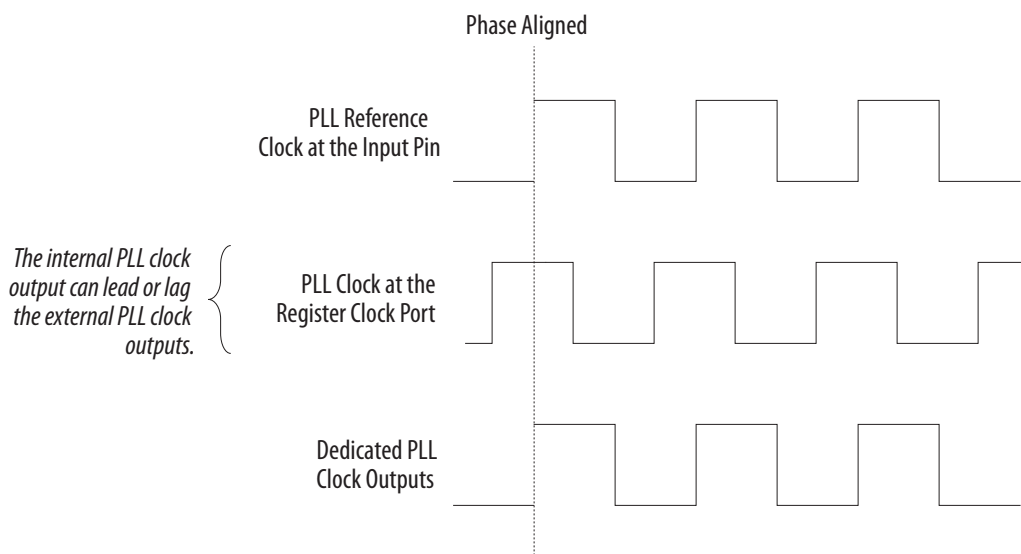 Phase Aligned
PLL Reference
Clock at the Input Pin
The internal PLL clock
output can lead or lag
the external PLL clock
outputs.
PLL Clock at the
Register Clock Port
Dedicated PLL
Clock Outputs